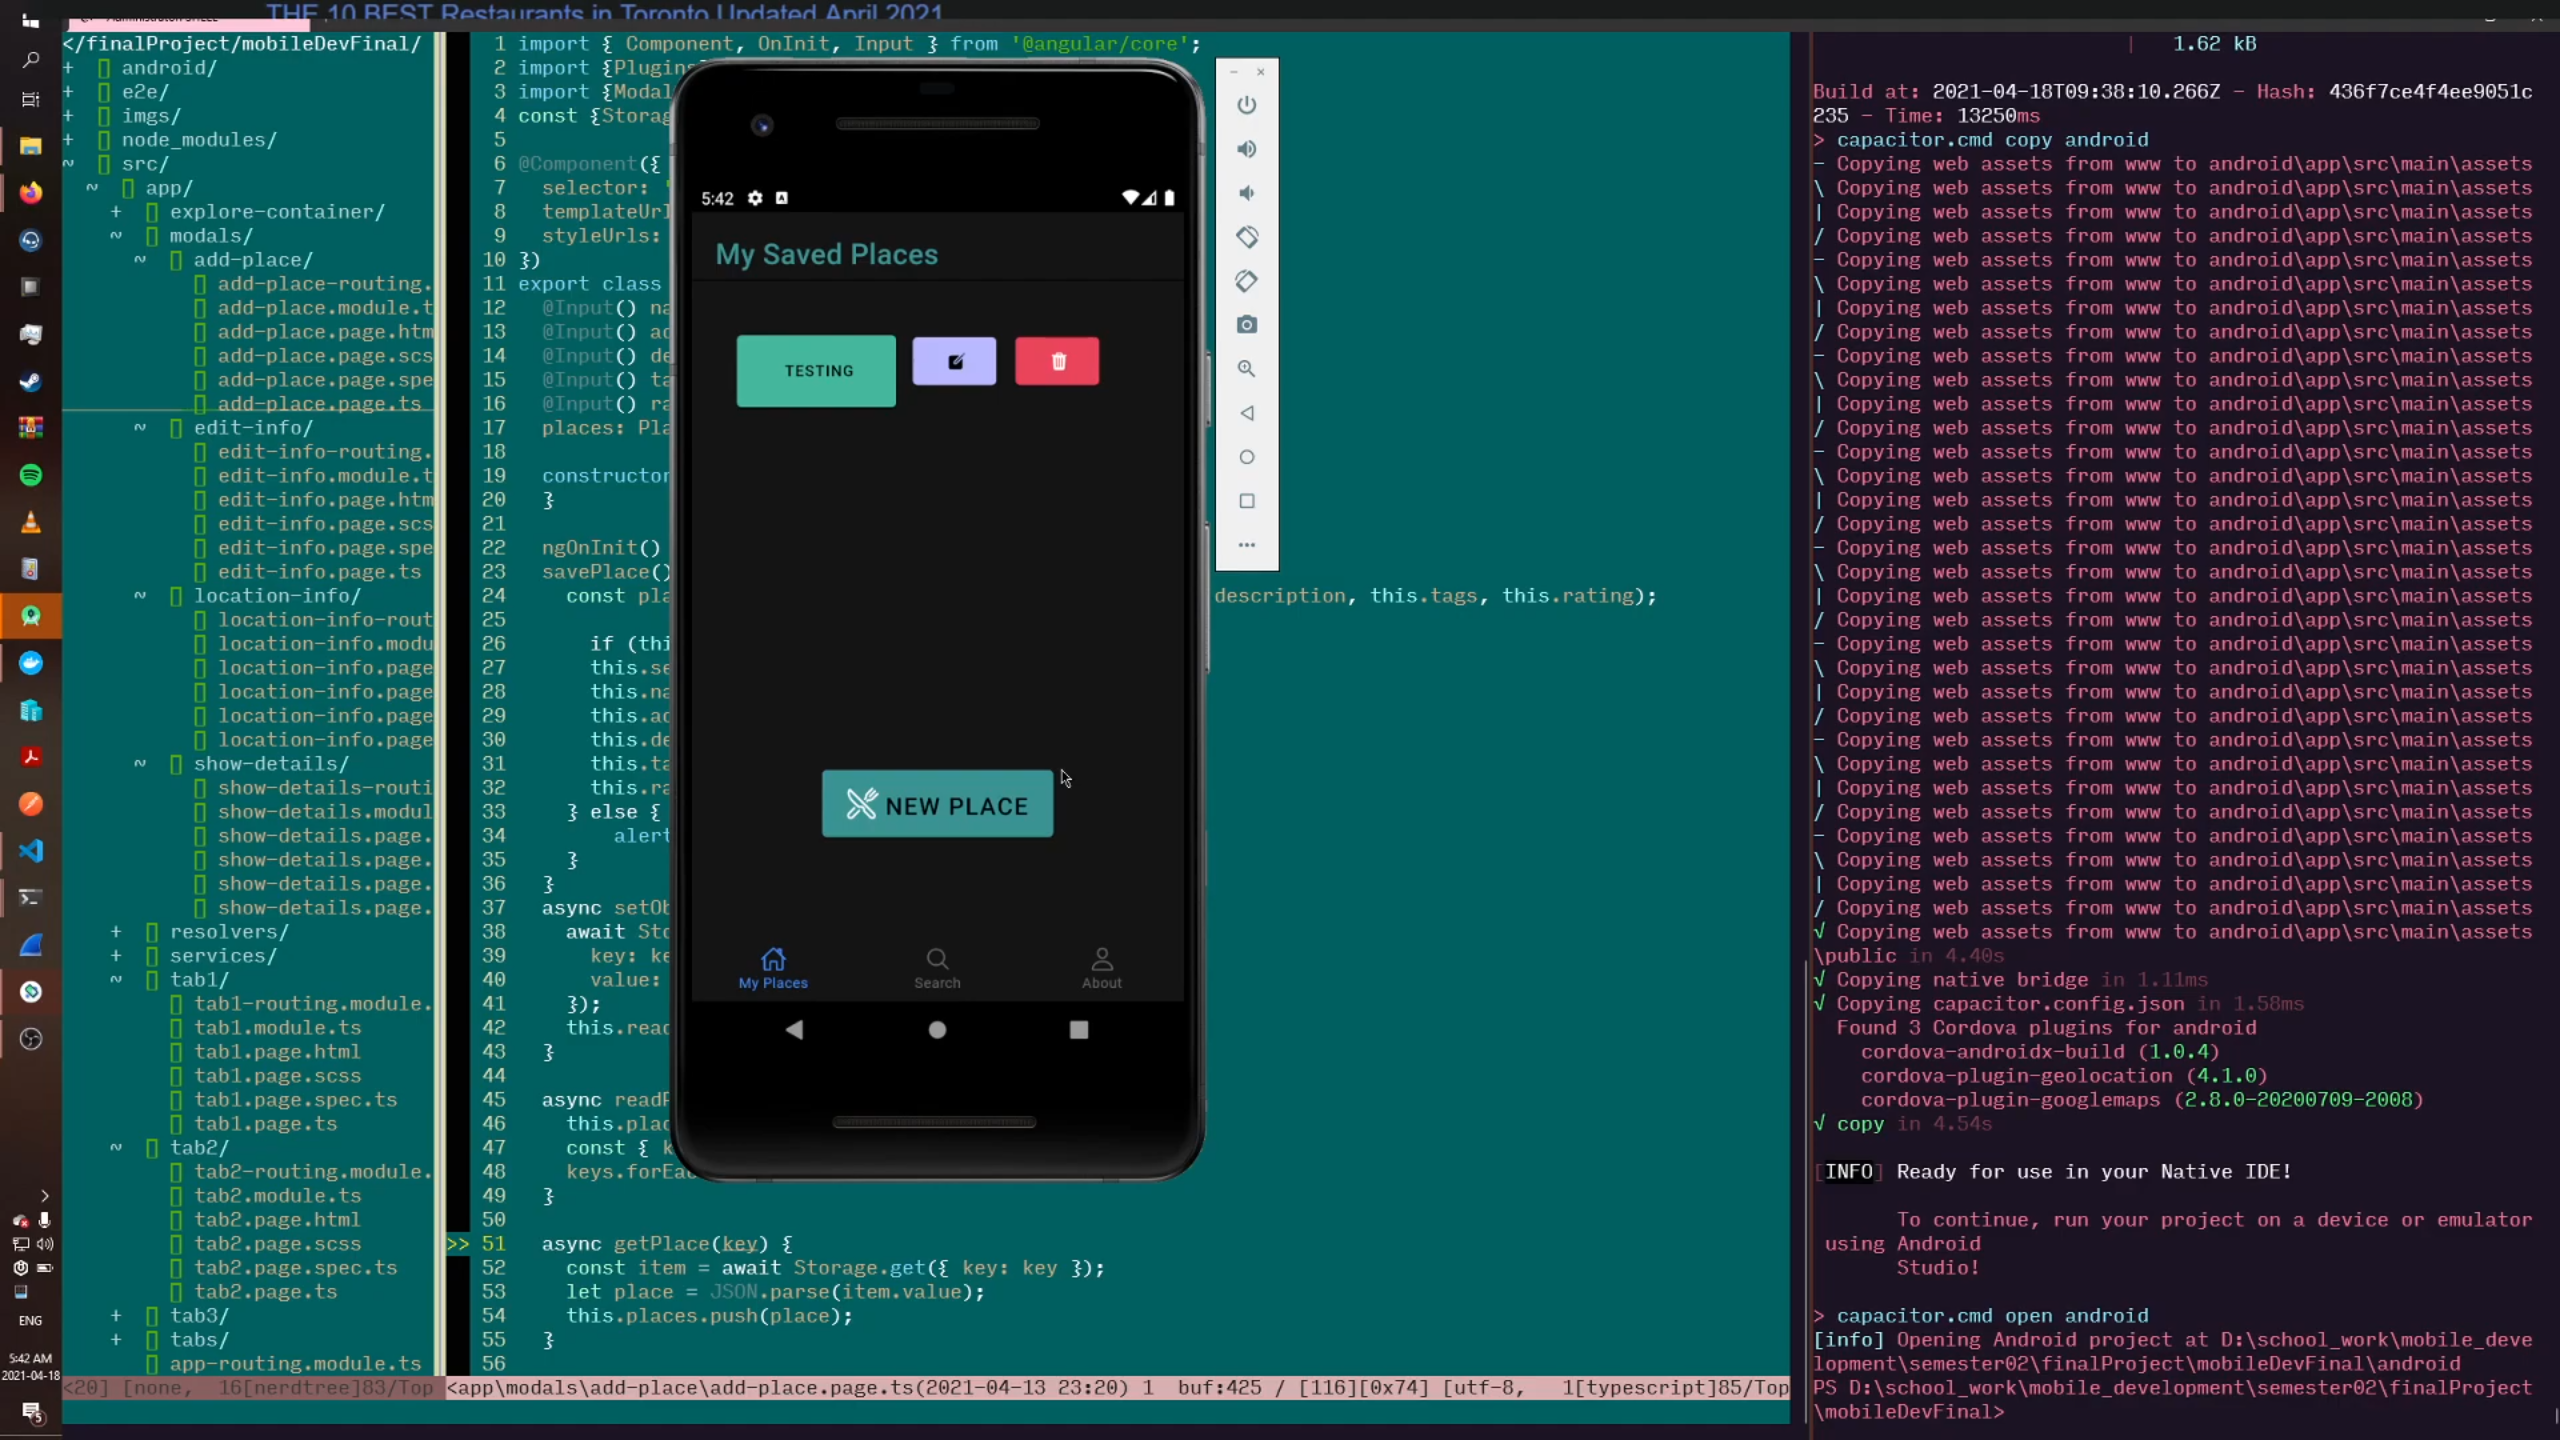 THE 10 BEST Restaurants in Toronto Updated April 2021
</finalProject/mobileDevFinal/
+ android/
+ e2e/
+ imgs/
+ node_modules/
~ src/
~ app/
+ explore-container/
~ modals/
~ add-place/
add-place-routing.
add-place.module.t
add-place.page.htm
add-place.page.scs
add-place.page.spe
add-place.page.ts
~ edit-info/
edit-info-routing.
edit-info.module.t
edit-info.page.htm
edit-info.page.scs
edit-info.page.spe
edit-info.page.ts
~ location-info/
location-info-rout
location-info.modu
location-info.page
location-info.page
location-info.page
location-info.page
~ show-details/
show-details-routi
show-details.modul
show-details.page.
show-details.page.
show-details.page.
show-details.page.
+ resolvers/
+ services/
~ tab1/
tab1-routing.module.
tab1.module.ts
tab1.page.html
tab1.page.scss
tab1.page.spec.ts
tab1.page.ts
~ tab2/
tab2-routing.module.
tab2.module.ts
tab2.page.html
tab2.page.scss
tab2.page.spec.ts
tab2.page.ts
+ tab3/
+ tabs/
app-routing.module.ts
<20] [none, 16[nerdtree]83/Top
1 import { Component, OnInit, Input } from '@angular/core';
2 import {Plugins
3 import {Modal
4 const {Storag
5
6 @Component({
7 selector: '
8 templateUrl
9 styleUrls:
10 })
11 export class
12 @Input() na
13 @Input() ad
14 @Input() de
15 @Input() ta
16 @Input() ra
17 places: Pla
18
19 constructor
20 }
21
22 ngOnInit()
23 savePlace()
24 const pla description, this.tags, this.rating);
25
26 if (thi
27 this.se
28 this.na
29 this.ad
30 this.de
31 this.ta
32 this.ra
33 } else {
34 alert
35 }
36 }
37 async setOb
38 await Sto
39 key: ke
40 value:
41 });
42 this.read
43 }
44
45 async readP
46 this.plac
47 const { k
48 keys.forEac
49 }
50
>> 51 async getPlace(key) {
52 const item = await Storage.get({ key: key });
53 let place = JSON.parse(item.value);
54 this.places.push(place);
55 }
56
<app\modals\add-place\add-place.page.ts(2021-04-13 23:20) 1 buf:425 / [116][0x74] [utf-8, 1[typescript]85/Top
5:42
My Saved Places
TESTING
NEW PLACE
My Places
Search
About
| 1.62 kB
Build at: 2021-04-18T09:38:10.266Z - Hash: 436f7ce4f4ee9051c
235 - Time: 13250ms
> capacitor.cmd copy android
- Copying web assets from www to android\app\src\main\assets
\ Copying web assets from www to android\app\src\main\assets
| Copying web assets from www to android\app\src\main\assets
/ Copying web assets from www to android\app\src\main\assets
- Copying web assets from www to android\app\src\main\assets
\ Copying web assets from www to android\app\src\main\assets
| Copying web assets from www to android\app\src\main\assets
/ Copying web assets from www to android\app\src\main\assets
- Copying web assets from www to android\app\src\main\assets
\ Copying web assets from www to android\app\src\main\assets
| Copying web assets from www to android\app\src\main\assets
/ Copying web assets from www to android\app\src\main\assets
- Copying web assets from www to android\app\src\main\assets
\ Copying web assets from www to android\app\src\main\assets
| Copying web assets from www to android\app\src\main\assets
/ Copying web assets from www to android\app\src\main\assets
- Copying web assets from www to android\app\src\main\assets
\ Copying web assets from www to android\app\src\main\assets
| Copying web assets from www to android\app\src\main\assets
/ Copying web assets from www to android\app\src\main\assets
- Copying web assets from www to android\app\src\main\assets
\ Copying web assets from www to android\app\src\main\assets
| Copying web assets from www to android\app\src\main\assets
/ Copying web assets from www to android\app\src\main\assets
- Copying web assets from www to android\app\src\main\assets
\ Copying web assets from www to android\app\src\main\assets
| Copying web assets from www to android\app\src\main\assets
/ Copying web assets from www to android\app\src\main\assets
- Copying web assets from www to android\app\src\main\assets
\ Copying web assets from www to android\app\src\main\assets
| Copying web assets from www to android\app\src\main\assets
/ Copying web assets from www to android\app\src\main\assets
√ Copying web assets from www to android\app\src\main\assets
\public in 4.40s
√ Copying native bridge in 1.11ms
√ Copying capacitor.config.json in 1.58ms
Found 3 Cordova plugins for android
cordova-androidx-build (1.0.4)
cordova-plugin-geolocation (4.1.0)
cordova-plugin-googlemaps (2.8.0-20200709-2008)
√ copy in 4.54s
[INFO] Ready for use in your Native IDE!
To continue, run your project on a device or emulator
using Android
Studio!
> capacitor.cmd open android
[info] Opening Android project at D:\school_work\mobile_deve
lopment\semester02\finalProject\mobileDevFinal\android
PS D:\school_work\mobile_development\semester02\finalProject
\mobileDevFinal>
ENG
5:42 AM
2021-04-18
5